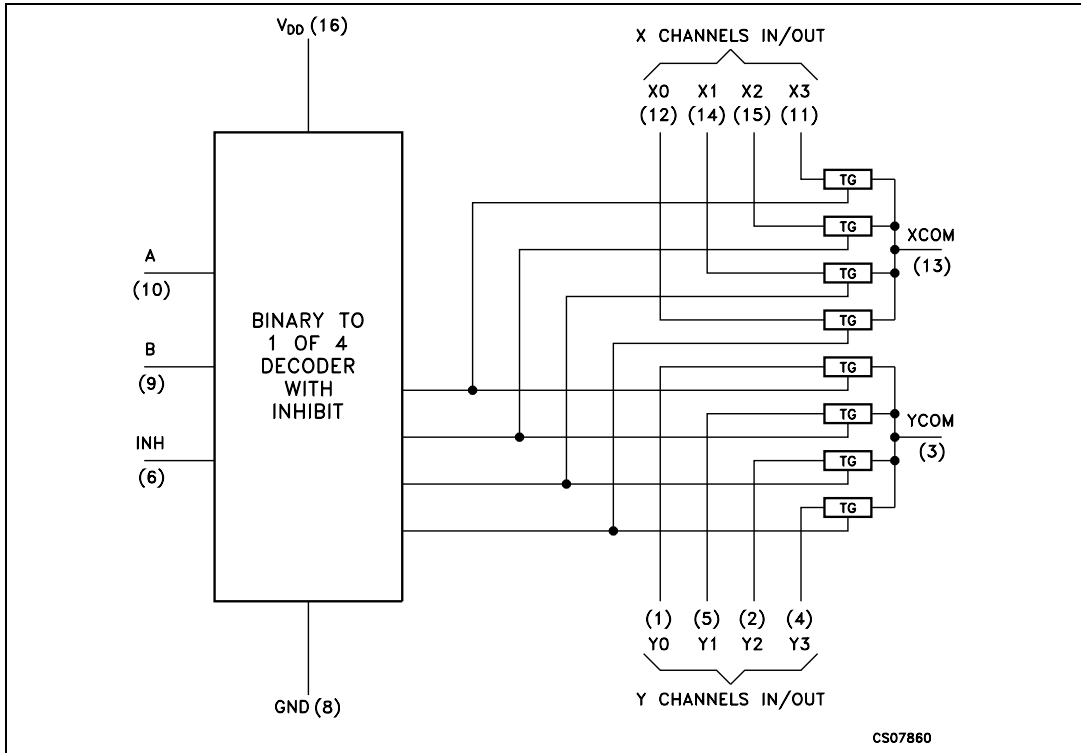 V_DD (16)
X CHANNELS IN/OUT
X0 X1 X2 X3
(12) (14) (15) (11)
TG
TG
XCOM
(13)
TG
TG
A
(10)
B
(9)
INH
(6)
BINARY TO
1 OF 4
DECODER
WITH
INHIBIT
TG
TG
YCOM
(3)
TG
TG
(1) (5) (2) (4)
Y0 Y1 Y2 Y3
Y CHANNELS IN/OUT
GND (8)
CS07860